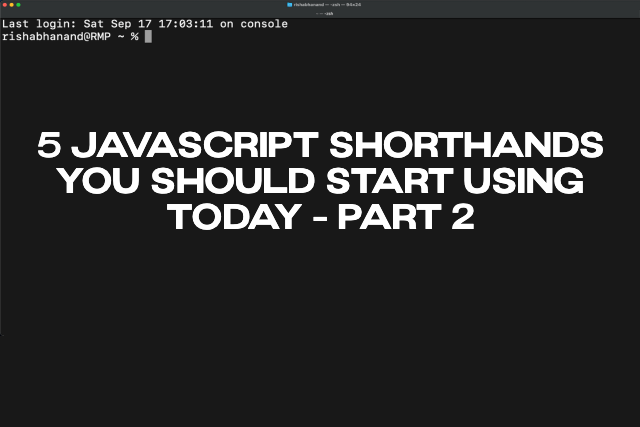 rishabhanand — -zsh — 94×24
-zsh
Last login: Sat Sep 17 17:03:11 on console
rishabhanand@RMP ~ %
5 JAVASCRIPT SHORTHANDS
YOU SHOULD START USING
TODAY - PART 2